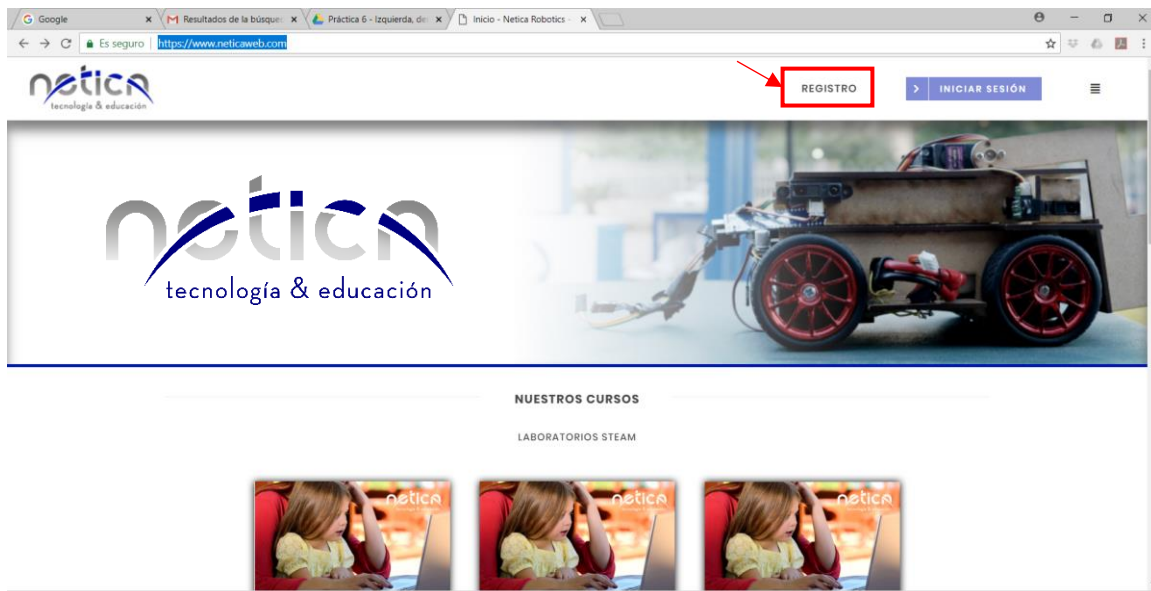 Google
Resultados de la búsque
Práctica 6 - Izquierda, de
Inicio - Netica Robotics -
Es seguro
https://www.neticaweb.com
netica
tecnología & educación
REGISTRO
> INICIAR SESIÓN
netica
tecnología & educación
NUESTROS CURSOS
LABORATORIOS STEAM
netica
netica
netica